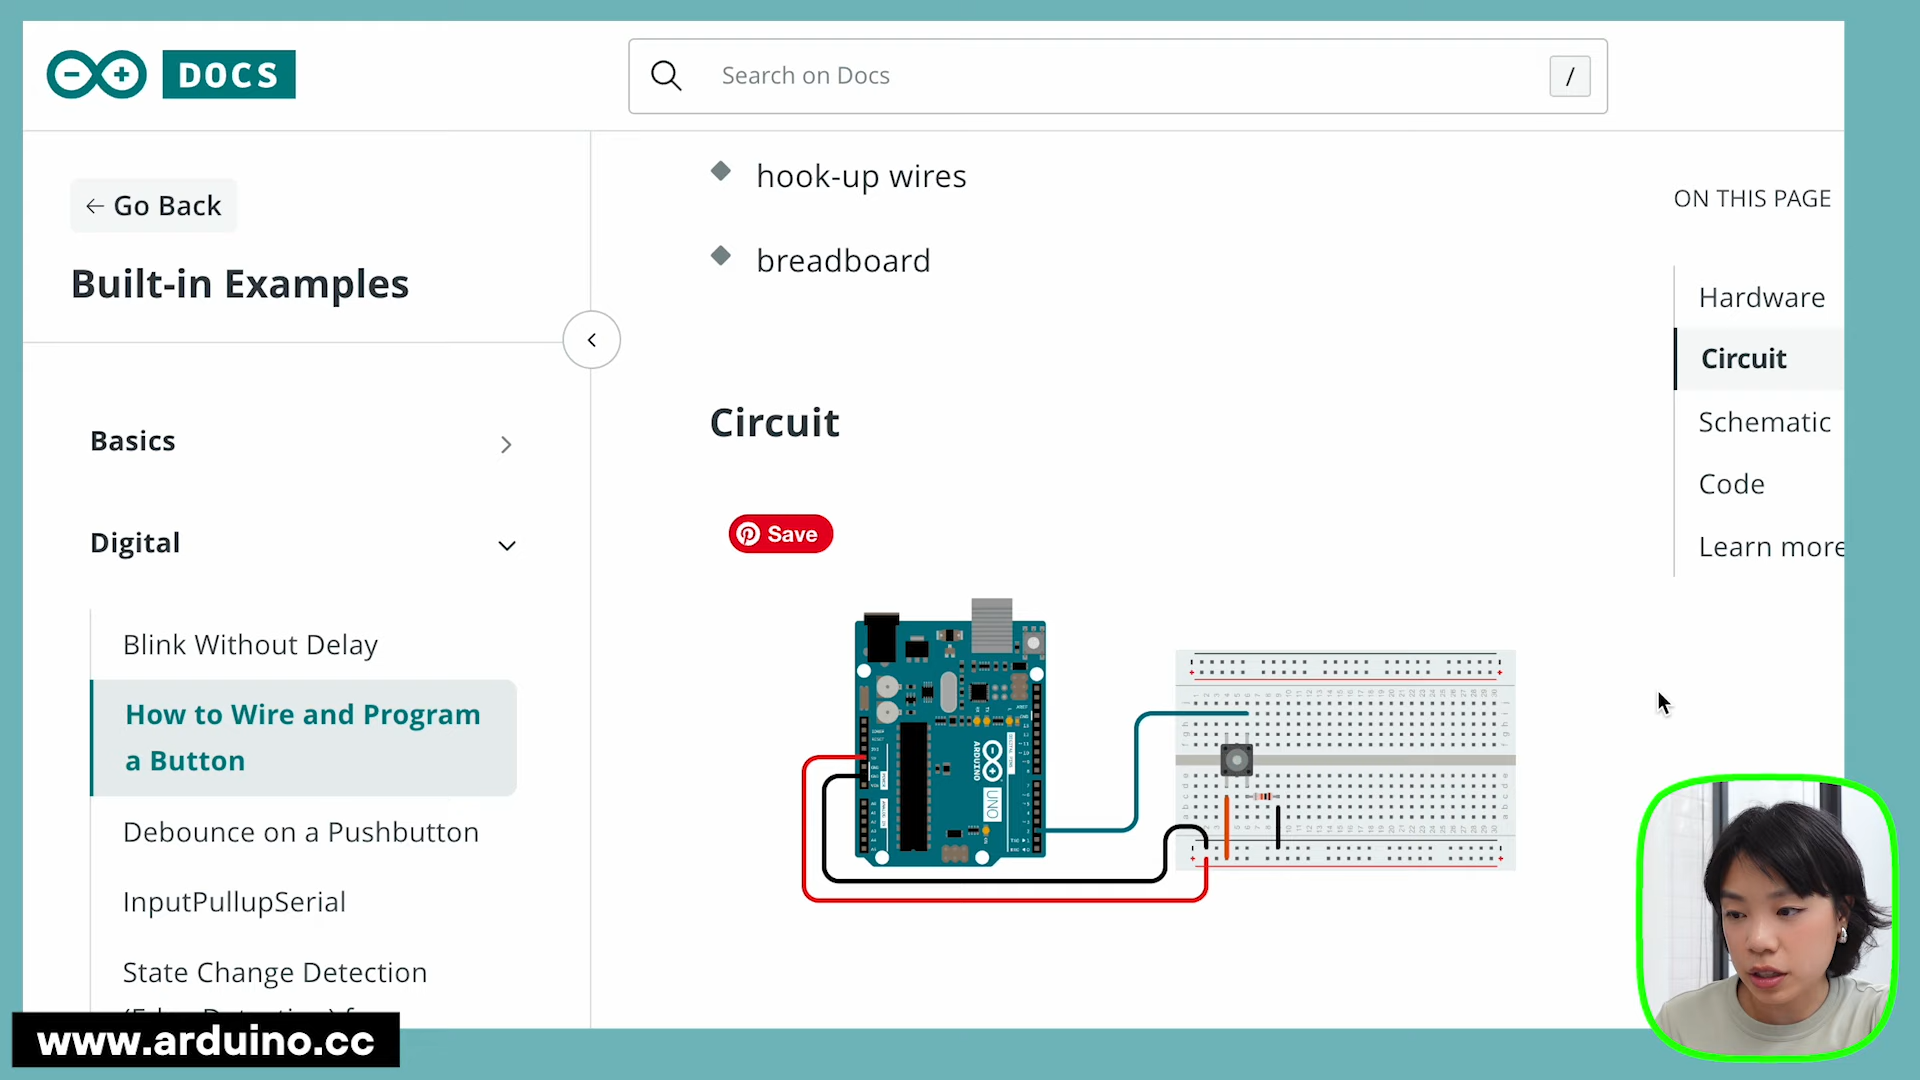 DOCS
Search on Docs
/
← Go Back
Built-in Examples
Basics
Digital
Blink Without Delay
How to Wire and Program
a Button
Debounce on a Pushbutton
InputPullupSerial
State Change Detection
hook-up wires
breadboard
Circuit
Save
ARDUINO
UNO
ON THIS PAGE
Hardware
Circuit
Schematic
Code
Learn more
www.arduino.cc